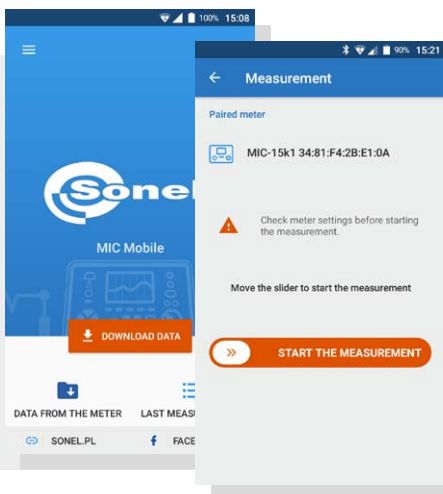 100% 15:08
Sonel
MIC Mobile
DOWNLOAD DATA
DATA FROM THE METER
LAST
SONEL.PL
f
90% 15:21
Measurement
Paired meter
MIC-15k1 34:81:F4:2B:E1:0A
Check meter settings before starting
the measurement.
Move the slider to start the measurement
START THE MEASUREMENT